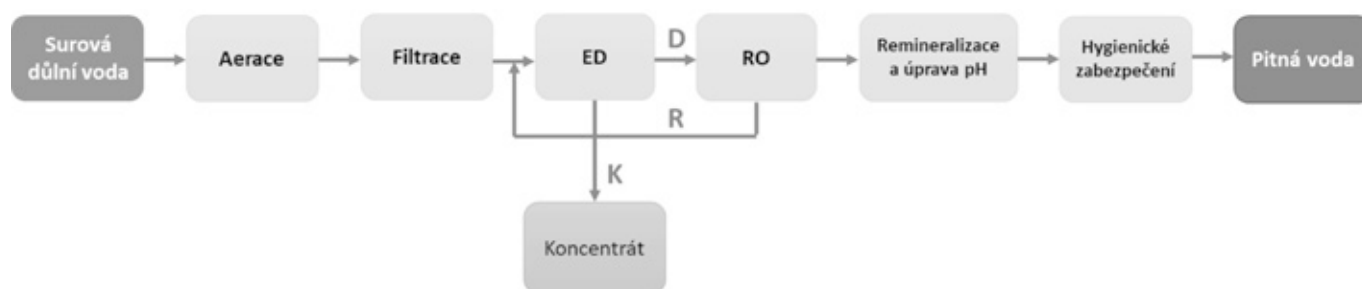 Surová
důlní voda
Aerace
Filtrace
ED
D
RO
Remineralizace
a úprava pH
Hygienické
zabezpečení
Pitná voda
R
K
Koncentrát